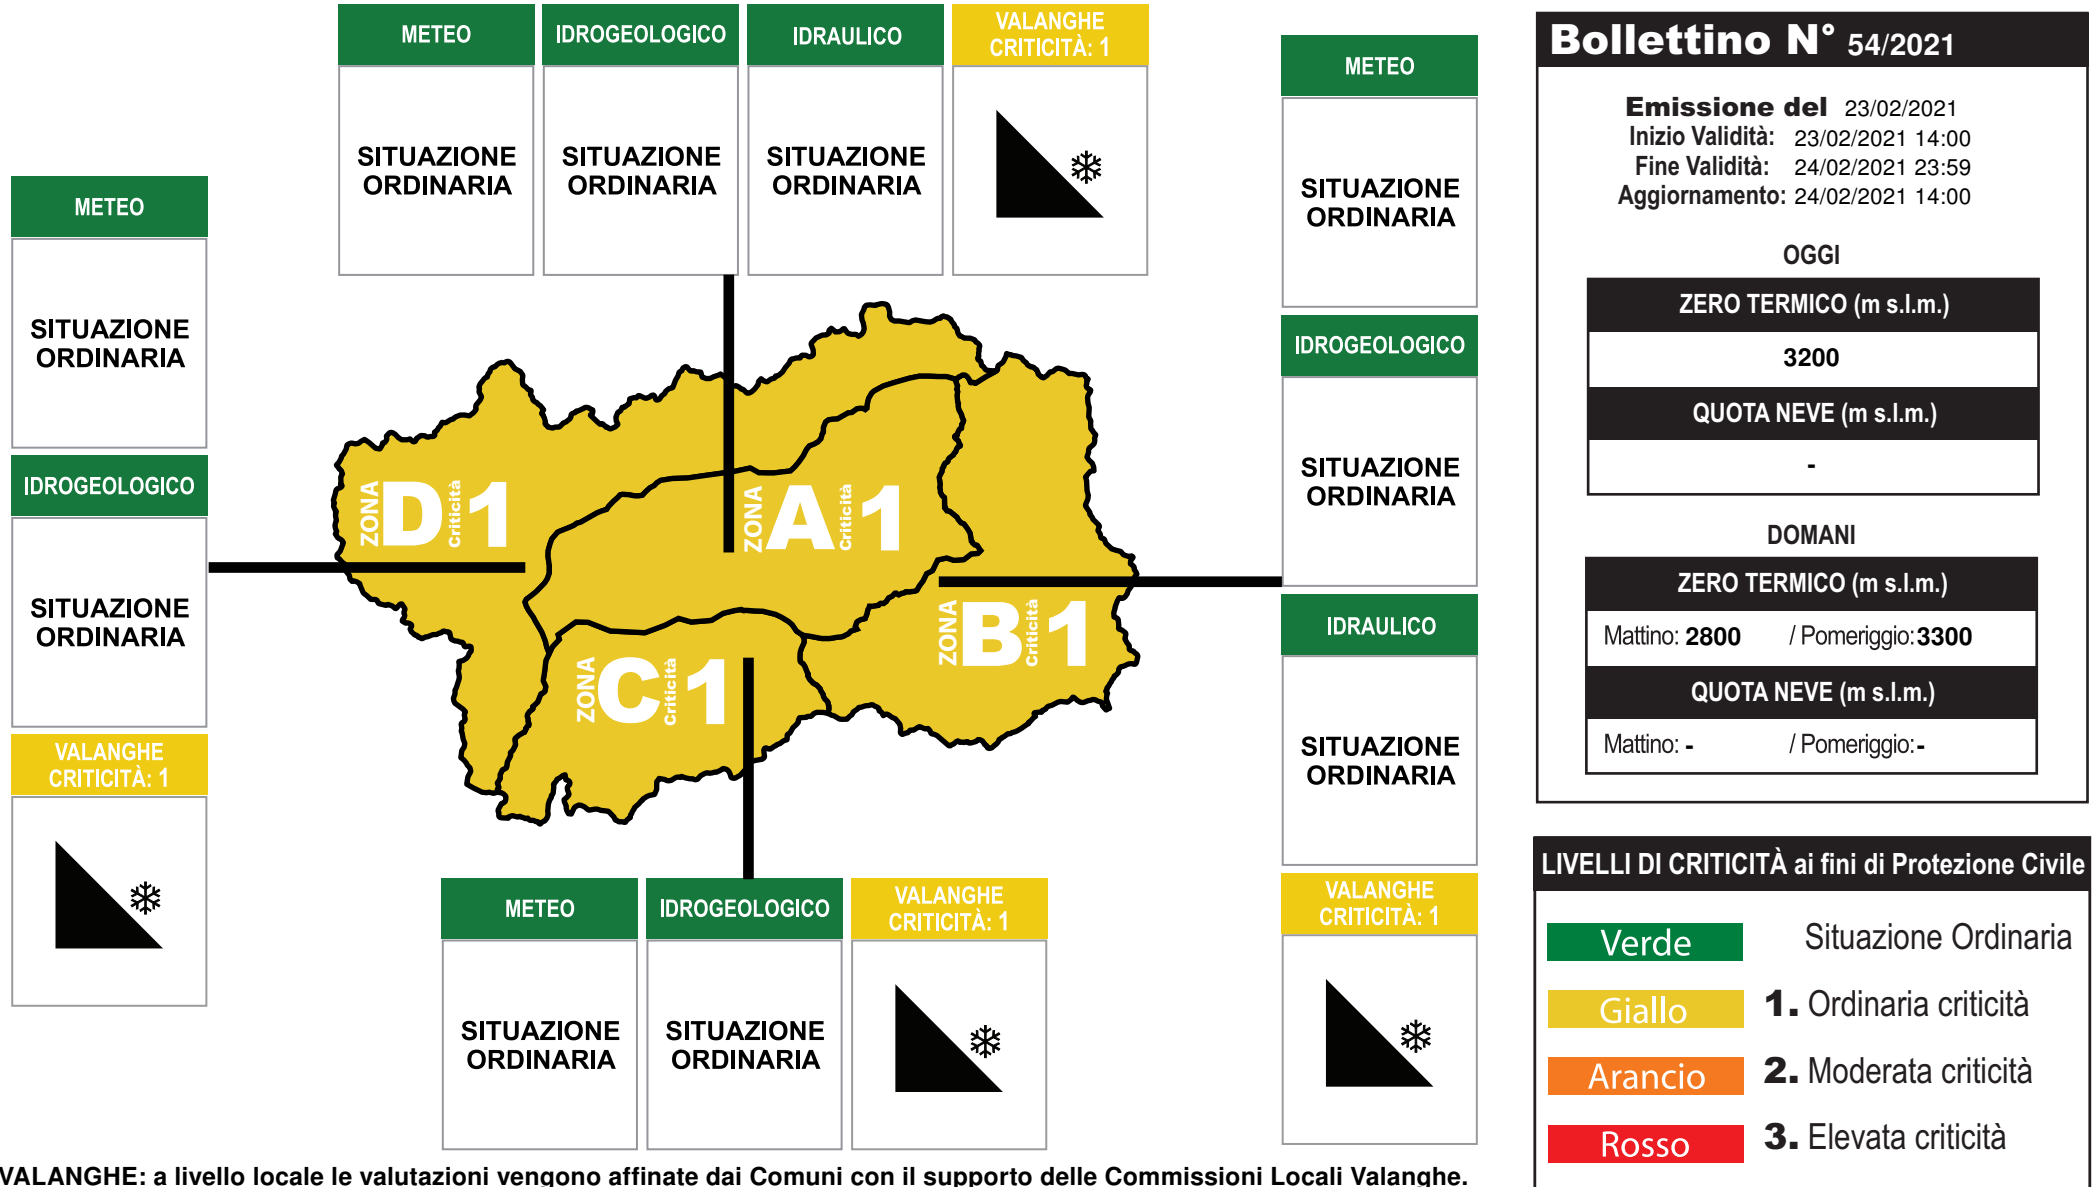 METEO
SITUAZIONE
ORDINARIA
IDROGEOLOGICO
SITUAZIONE
ORDINARIA
IDRAULICO
SITUAZIONE
ORDINARIA
VALANGHE
CRITICITÀ: 1
METEO
SITUAZIONE
ORDINARIA
IDROGEOLOGICO
SITUAZIONE
ORDINARIA
VALANGHE
CRITICITÀ: 1
ZONA D Criticità 1
ZONA A Criticità 1
ZONA B Criticità 1
ZONA C Criticità 1
METEO
SITUAZIONE
ORDINARIA
IDROGEOLOGICO
SITUAZIONE
ORDINARIA
IDRAULICO
SITUAZIONE
ORDINARIA
VALANGHE
CRITICITÀ: 1
METEO
SITUAZIONE
ORDINARIA
IDROGEOLOGICO
SITUAZIONE
ORDINARIA
VALANGHE
CRITICITÀ: 1
VALANGHE: a livello locale le valutazioni vengono affinate dai Comuni con il supporto delle Commissioni Locali Valanghe.
Bollettino N° 54/2021
Emissione del 23/02/2021
Inizio Validità: 23/02/2021 14:00
Fine Validità: 24/02/2021 23:59
Aggiornamento: 24/02/2021 14:00
OGGI
ZERO TERMICO (m s.l.m.)
3200
QUOTA NEVE (m s.l.m.)
-
DOMANI
ZERO TERMICO (m s.l.m.)
Mattino: 2800 / Pomeriggio: 3300
QUOTA NEVE (m s.l.m.)
Mattino: - / Pomeriggio: -
LIVELLI DI CRITICITÀ ai fini di Protezione Civile
Verde Situazione Ordinaria
Giallo 1. Ordinaria criticità
Arancio 2. Moderata criticità
Rosso 3. Elevata criticità